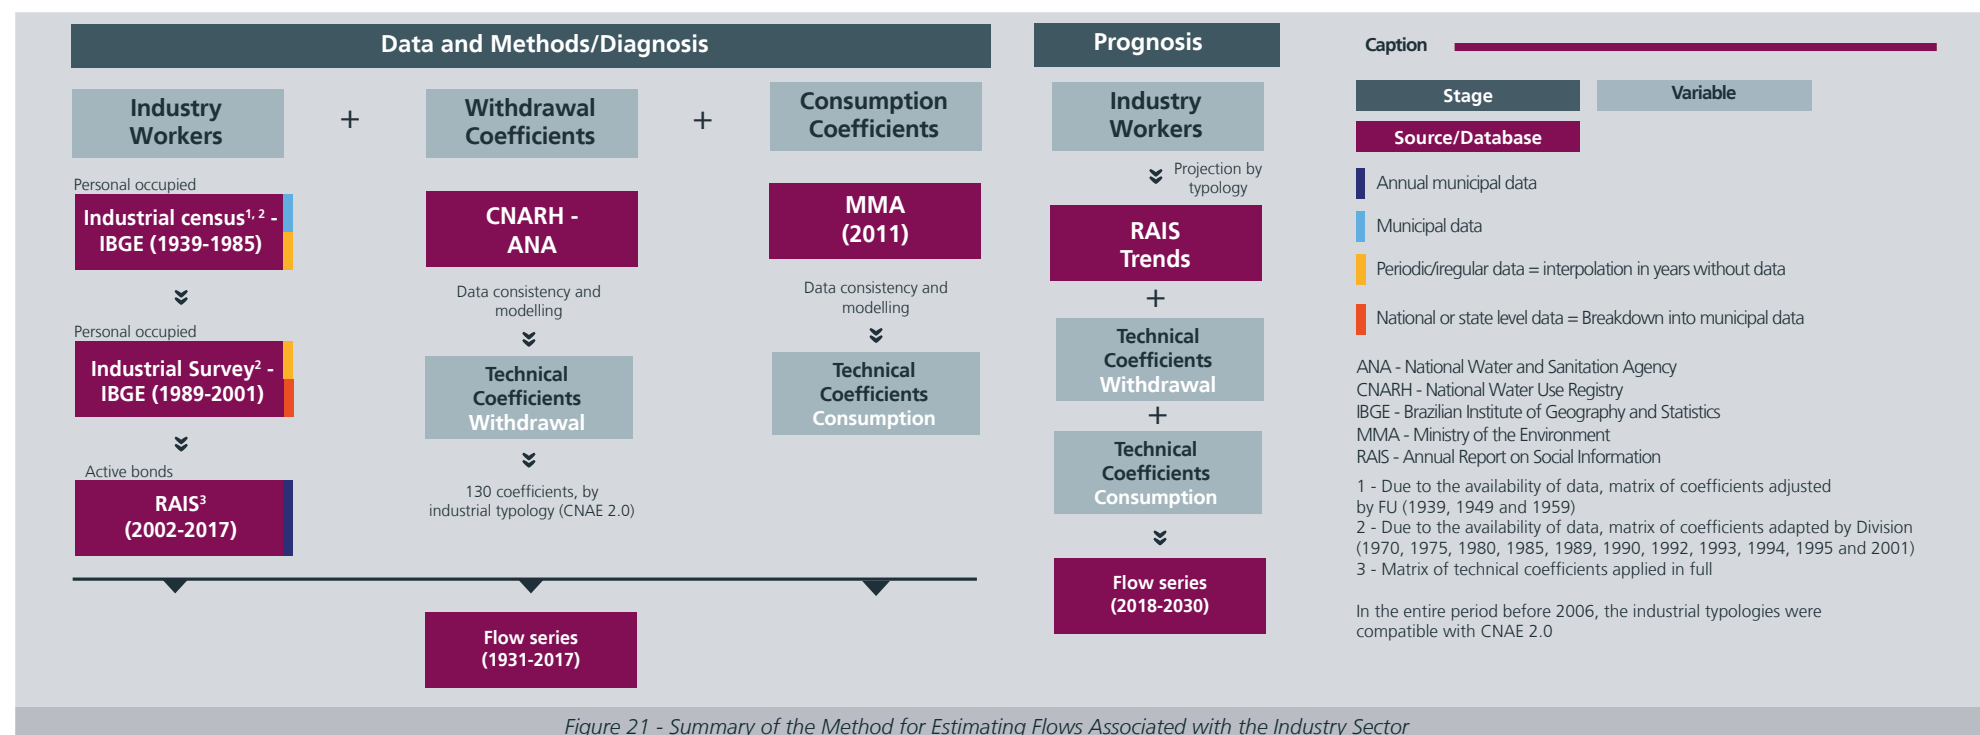 Data and Methods/Diagnosis
Industry
Workers
+
Withdrawal
Coefficients
+
Consumption
Coefficients
Personal occupied
Industrial census1, 2 -
IBGE (1939-1985)
Personal occupied
Industrial Survey2 -
IBGE (1989-2001)
Active bonds
RAIS3
(2002-2017)
CNARH -
ANA
Data consistency and
modelling
Technical
Coefficients
Withdrawal
130 coefficients, by
industrial typology (CNAE 2.0)
MMA
(2011)
Data consistency and
modelling
Technical
Coefficients
Consumption
Flow series
(1931-2017)
Prognosis
Industry
Workers
Projection by
typology
RAIS
Trends
+
Technical
Coefficients
Withdrawal
+
Technical
Coefficients
Consumption
Flow series
(2018-2030)
Caption
Stage
Variable
Source/Database
Annual municipal data
Municipal data
Periodic/iregular data = interpolation in years without data
National or state level data = Breakdown into municipal data
ANA - National Water and Sanitation Agency
CNARH - National Water Use Registry
IBGE - Brazilian Institute of Geography and Statistics
MMA - Ministry of the Environment
RAIS - Annual Report on Social Information
1 - Due to the availability of data, matrix of coefficients adjusted
by FU (1939, 1949 and 1959)
2 - Due to the availability of data, matrix of coefficients adapted by Division
(1970, 1975, 1980, 1985, 1989, 1990, 1992, 1993, 1994, 1995 and 2001)
3 - Matrix of technical coefficients applied in full
In the entire period before 2006, the industrial typologies were
compatible with CNAE 2.0
Figure 21 - Summary of the Method for Estimating Flows Associated with the Industry Sector